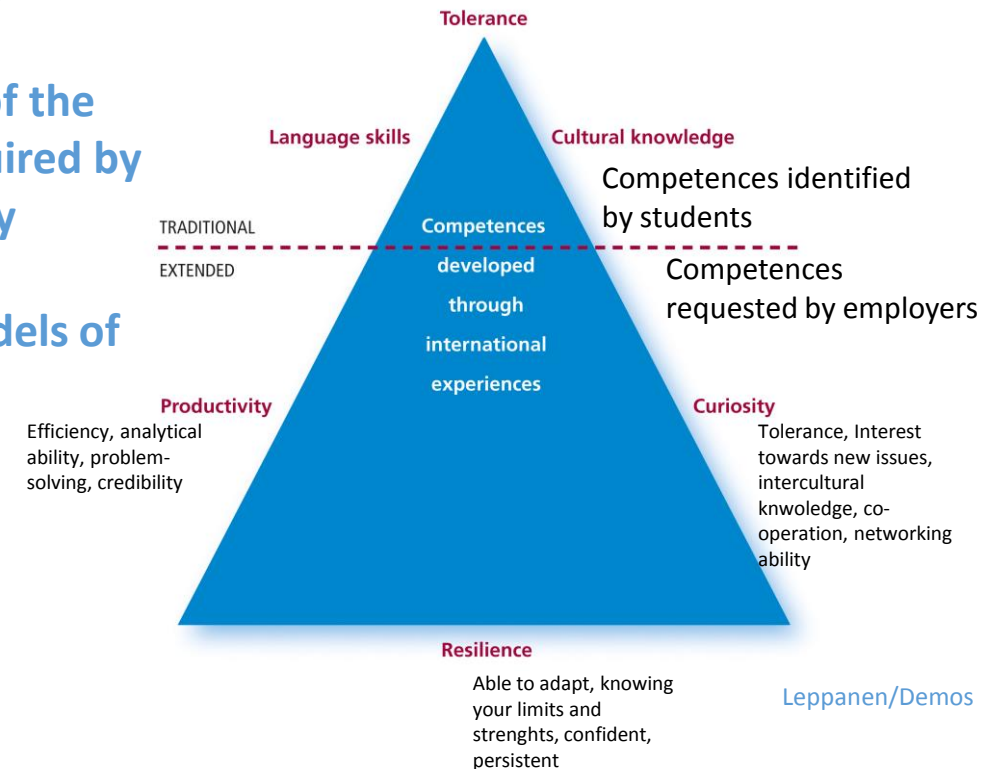 Tolerance
of the
uired by
y
dels of
Language skills
Cultural knowledge
Competences identified
by students
TRADITIONAL
EXTENDED
Competences
developed
through
international
experiences
Competences
requested by employers
Productivity
Efficiency, analytical
ability, problem-
solving, credibility
Curiosity
Tolerance, Interest
towards new issues,
intercultural
knwoledge, co-
operation, networking
ability
Resilience
Able to adapt, knowing
your limits and
strenghts, confident,
persistent
Leppanen/Demos